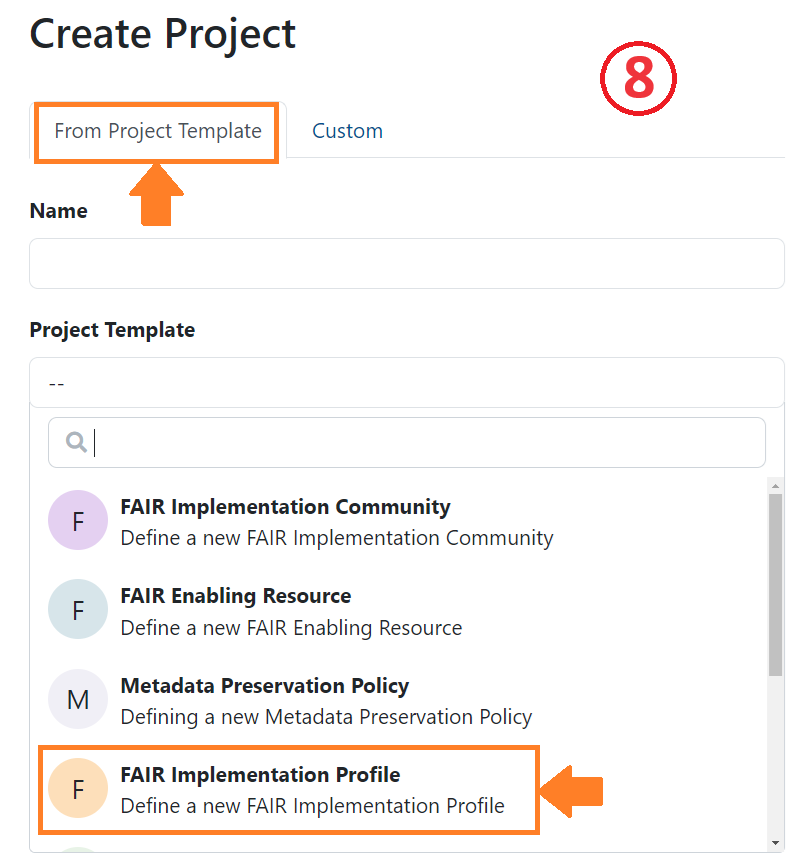 Create Project
8
From Project Template
Custom
Name
Project Template
--
F
FAIR Implementation Community
Define a new FAIR Implementation Community
F
FAIR Enabling Resource
Define a new FAIR Enabling Resource
M
Metadata Preservation Policy
Defining a new Metadata Preservation Policy
F
FAIR Implementation Profile
Define a new FAIR Implementation Profile